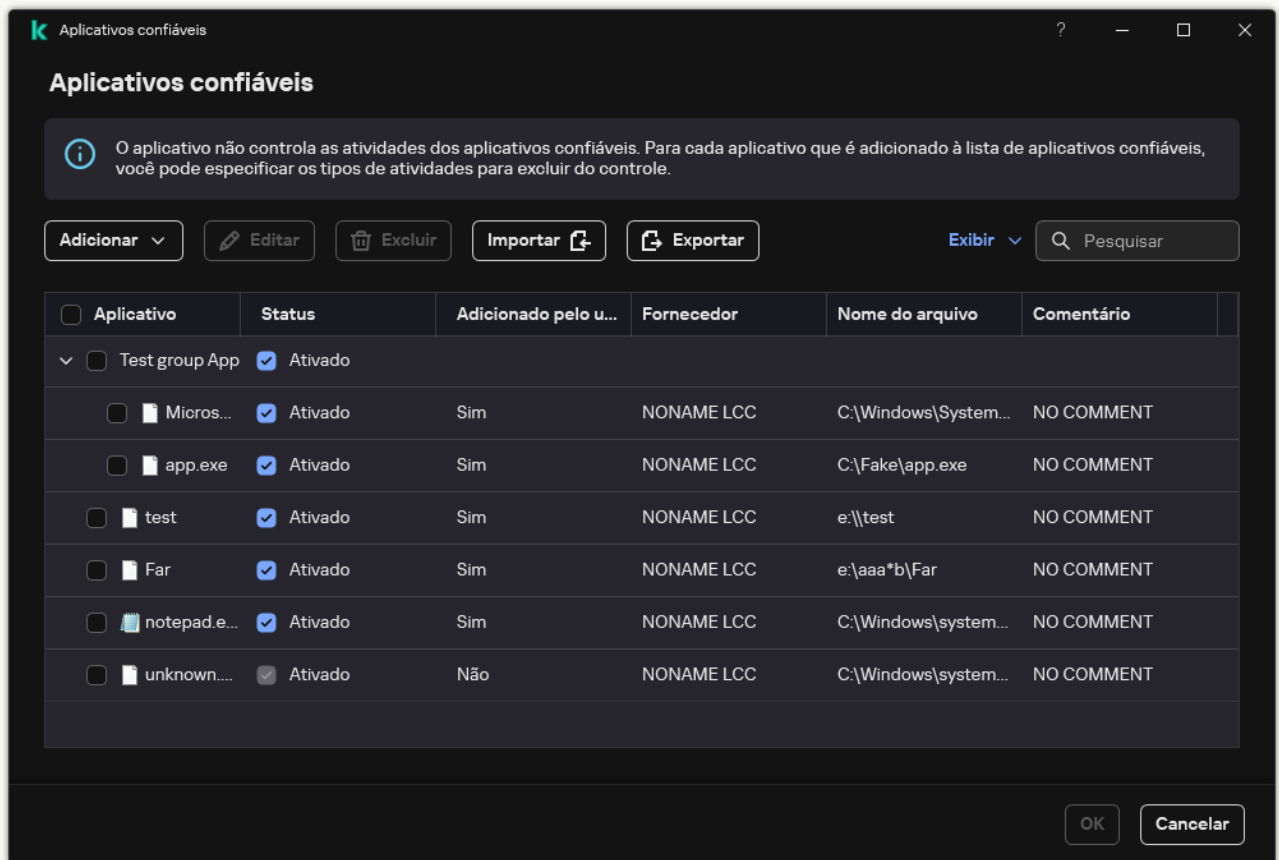 Aplicativos confiáveis
?
Aplicativos confiáveis
O aplicativo não controla as atividades dos aplicativos confiáveis. Para cada aplicativo que é adicionado à lista de aplicativos confiáveis,
você pode especificar os tipos de atividades para excluir do controle.
Adicionar Editar Excluir Importar Exportar Exibir Pesquisar
Aplicativo Status Adicionado pelo u... Fornecedor Nome do arquivo Comentário
Test group App Ativado
Micros... Ativado Sim NONAME LCC C:\Windows\System... NO COMMENT
app.exe Ativado Sim NONAME LCC C:\Fake\app.exe NO COMMENT
test Ativado Sim NONAME LCC e:\\test NO COMMENT
Far Ativado Sim NONAME LCC e:\aaa*b\Far NO COMMENT
notepad.e... Ativado Sim NONAME LCC C:\Windows\system... NO COMMENT
unknown.... Ativado Não NONAME LCC C:\Windows\system... NO COMMENT
OK Cancelar